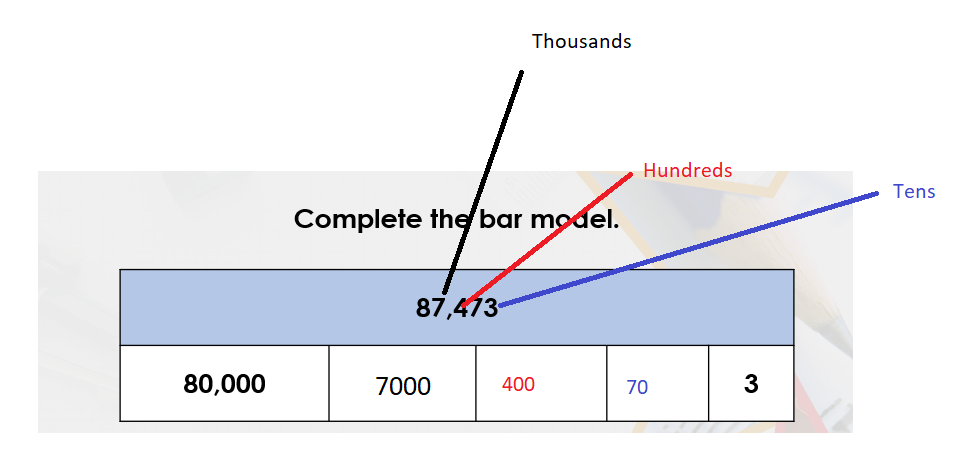 Thousands
Hundreds
Tens
Complete the bar model.
87,473
80,000 7000 400 70 3